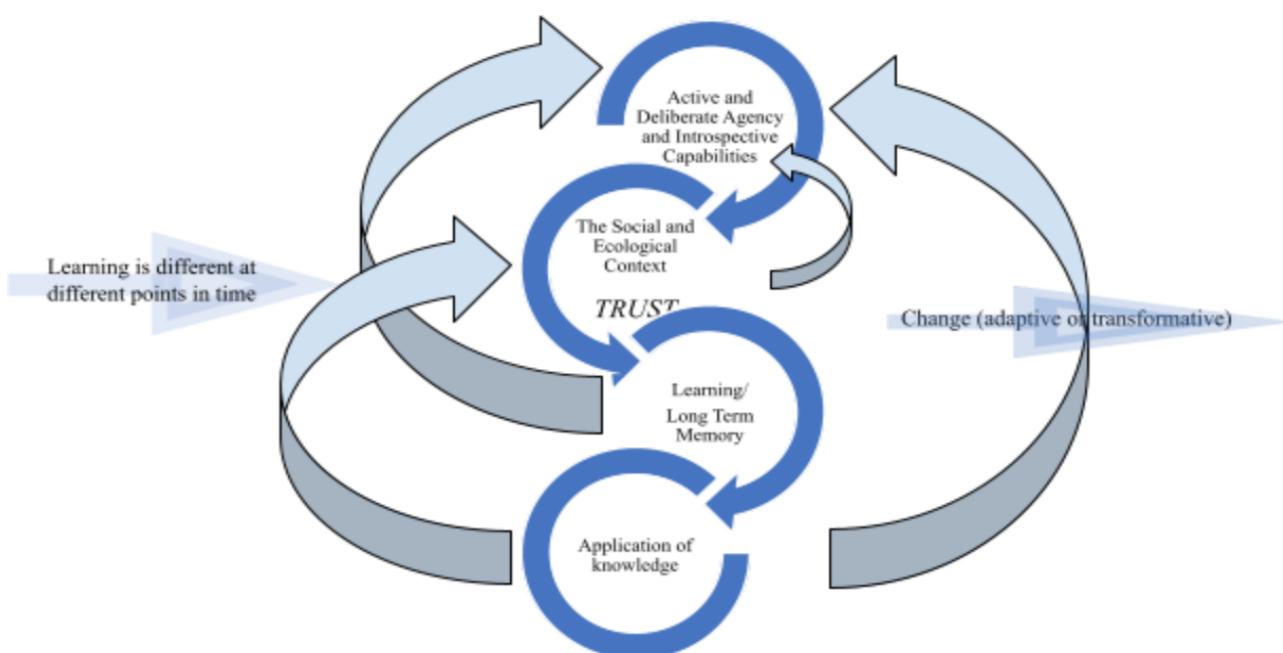 Active and
Deliberate Agency
and Introspective
Capabilities
The Social and
Ecological
Context
TRUST
Learning is different at
different points in time
Change (adaptive or transformative)
Learning/
Long Term
Memory
Application of
knowledge